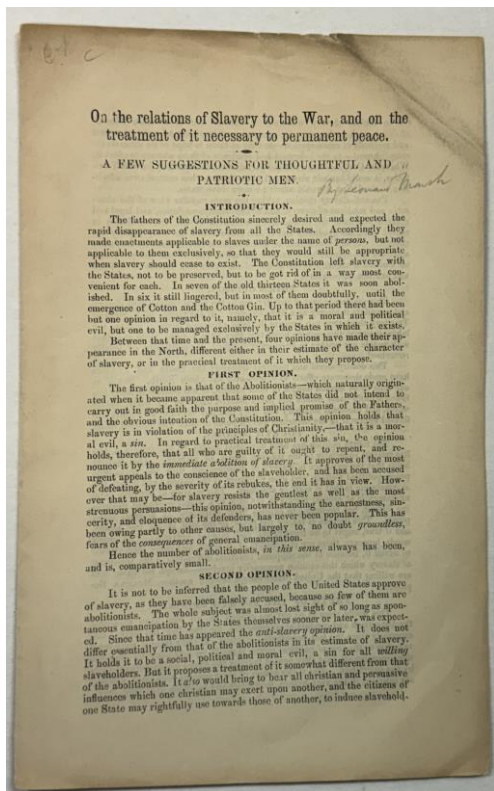 B-1 C
On the relations of Slavery to the War, and on the
treatment of it necessary to permanent peace.
A FEW SUGGESTIONS FOR THOUGHTFUL AND
PATRIOTIC MEN.
By Leonard Marsh
INTRODUCTION.
The fathers of the Constitution sincerely desired and expected the
rapid disappearance of slavery from all the States. Accordingly they
made enactments applicable to slaves under the name of persons, but not
applicable to them exclusively, so that they would still be appropriate
when slavery should cease to exist. The Constitution left slavery with
the States, not to be preserved, but to be got rid of in a way most con-
venient for each. In seven of the old thirteen States it was soon abol-
ished. In six it still lingered, but in most of them doubtfully, until the
emergence of Cotton and the Cotton Gin. Up to that period there had been
but one opinion in regard to it, namely, that it is a moral and political
evil, but one to be managed exclusively by the States in which it exists.
Between that time and the present, four opinions have made their ap-
pearance in the North, different either in their estimate of the character
of slavery, or in the practical treatment of it which they propose.
FIRST OPINION.
The first opinion is that of the Abolitionists—which naturally origin-
ated when it became apparent that some of the States did not intend to
carry out in good faith the purpose and implied promise of the Fathers,
and the obvious intention of the Constitution. This opinion holds that
slavery is in violation of the principles of Christianity,—that it is a mor-
al evil, a sin. In regard to practical treatment of this sin, the opinion
holds, therefore, that all who are guilty of it ought to repent, and re-
nounce it by the immediate abolition of slavery. It approves of the most
urgent appeals to the conscience of the slaveholder, and has been accused
of defeating, by the severity of its rebukes, the end it has in view. How-
ever that may be—for slavery resists the gentlest as well as the most
strenuous persuasions—this opinion, notwithstanding the earnestness, sin-
cerity, and eloquence of its defenders, has never been popular. This has
been owing partly to other causes, but largely to, no doubt groundless,
fears of the consequences of general emancipation.
Hence the number of abolitionists, in this sense, always has been,
and is, comparatively small.
SECOND OPINION.
It is not to be inferred that the people of the United States approve
of slavery, as they have been falsely accused, because so few of them are
abolitionists. The whole subject was almost lost sight of so long as spon-
taneous emancipation by the States themselves sooner or later, was expect-
ed. Since that time has appeared the anti-slavery opinion. It does not
differ essentially from that of the abolitionists in its estimate of slavery.
It holds it to be a social, political and moral evil, a sin for all willing
slaveholders. But it proposes a treatment of it somewhat different from that
of the abolitionists. It also would bring to bear all christian and persuasive
influences which one christian may exert upon another, and the citizens of
one State may rightfully use towards those of another, to induce slavehold-